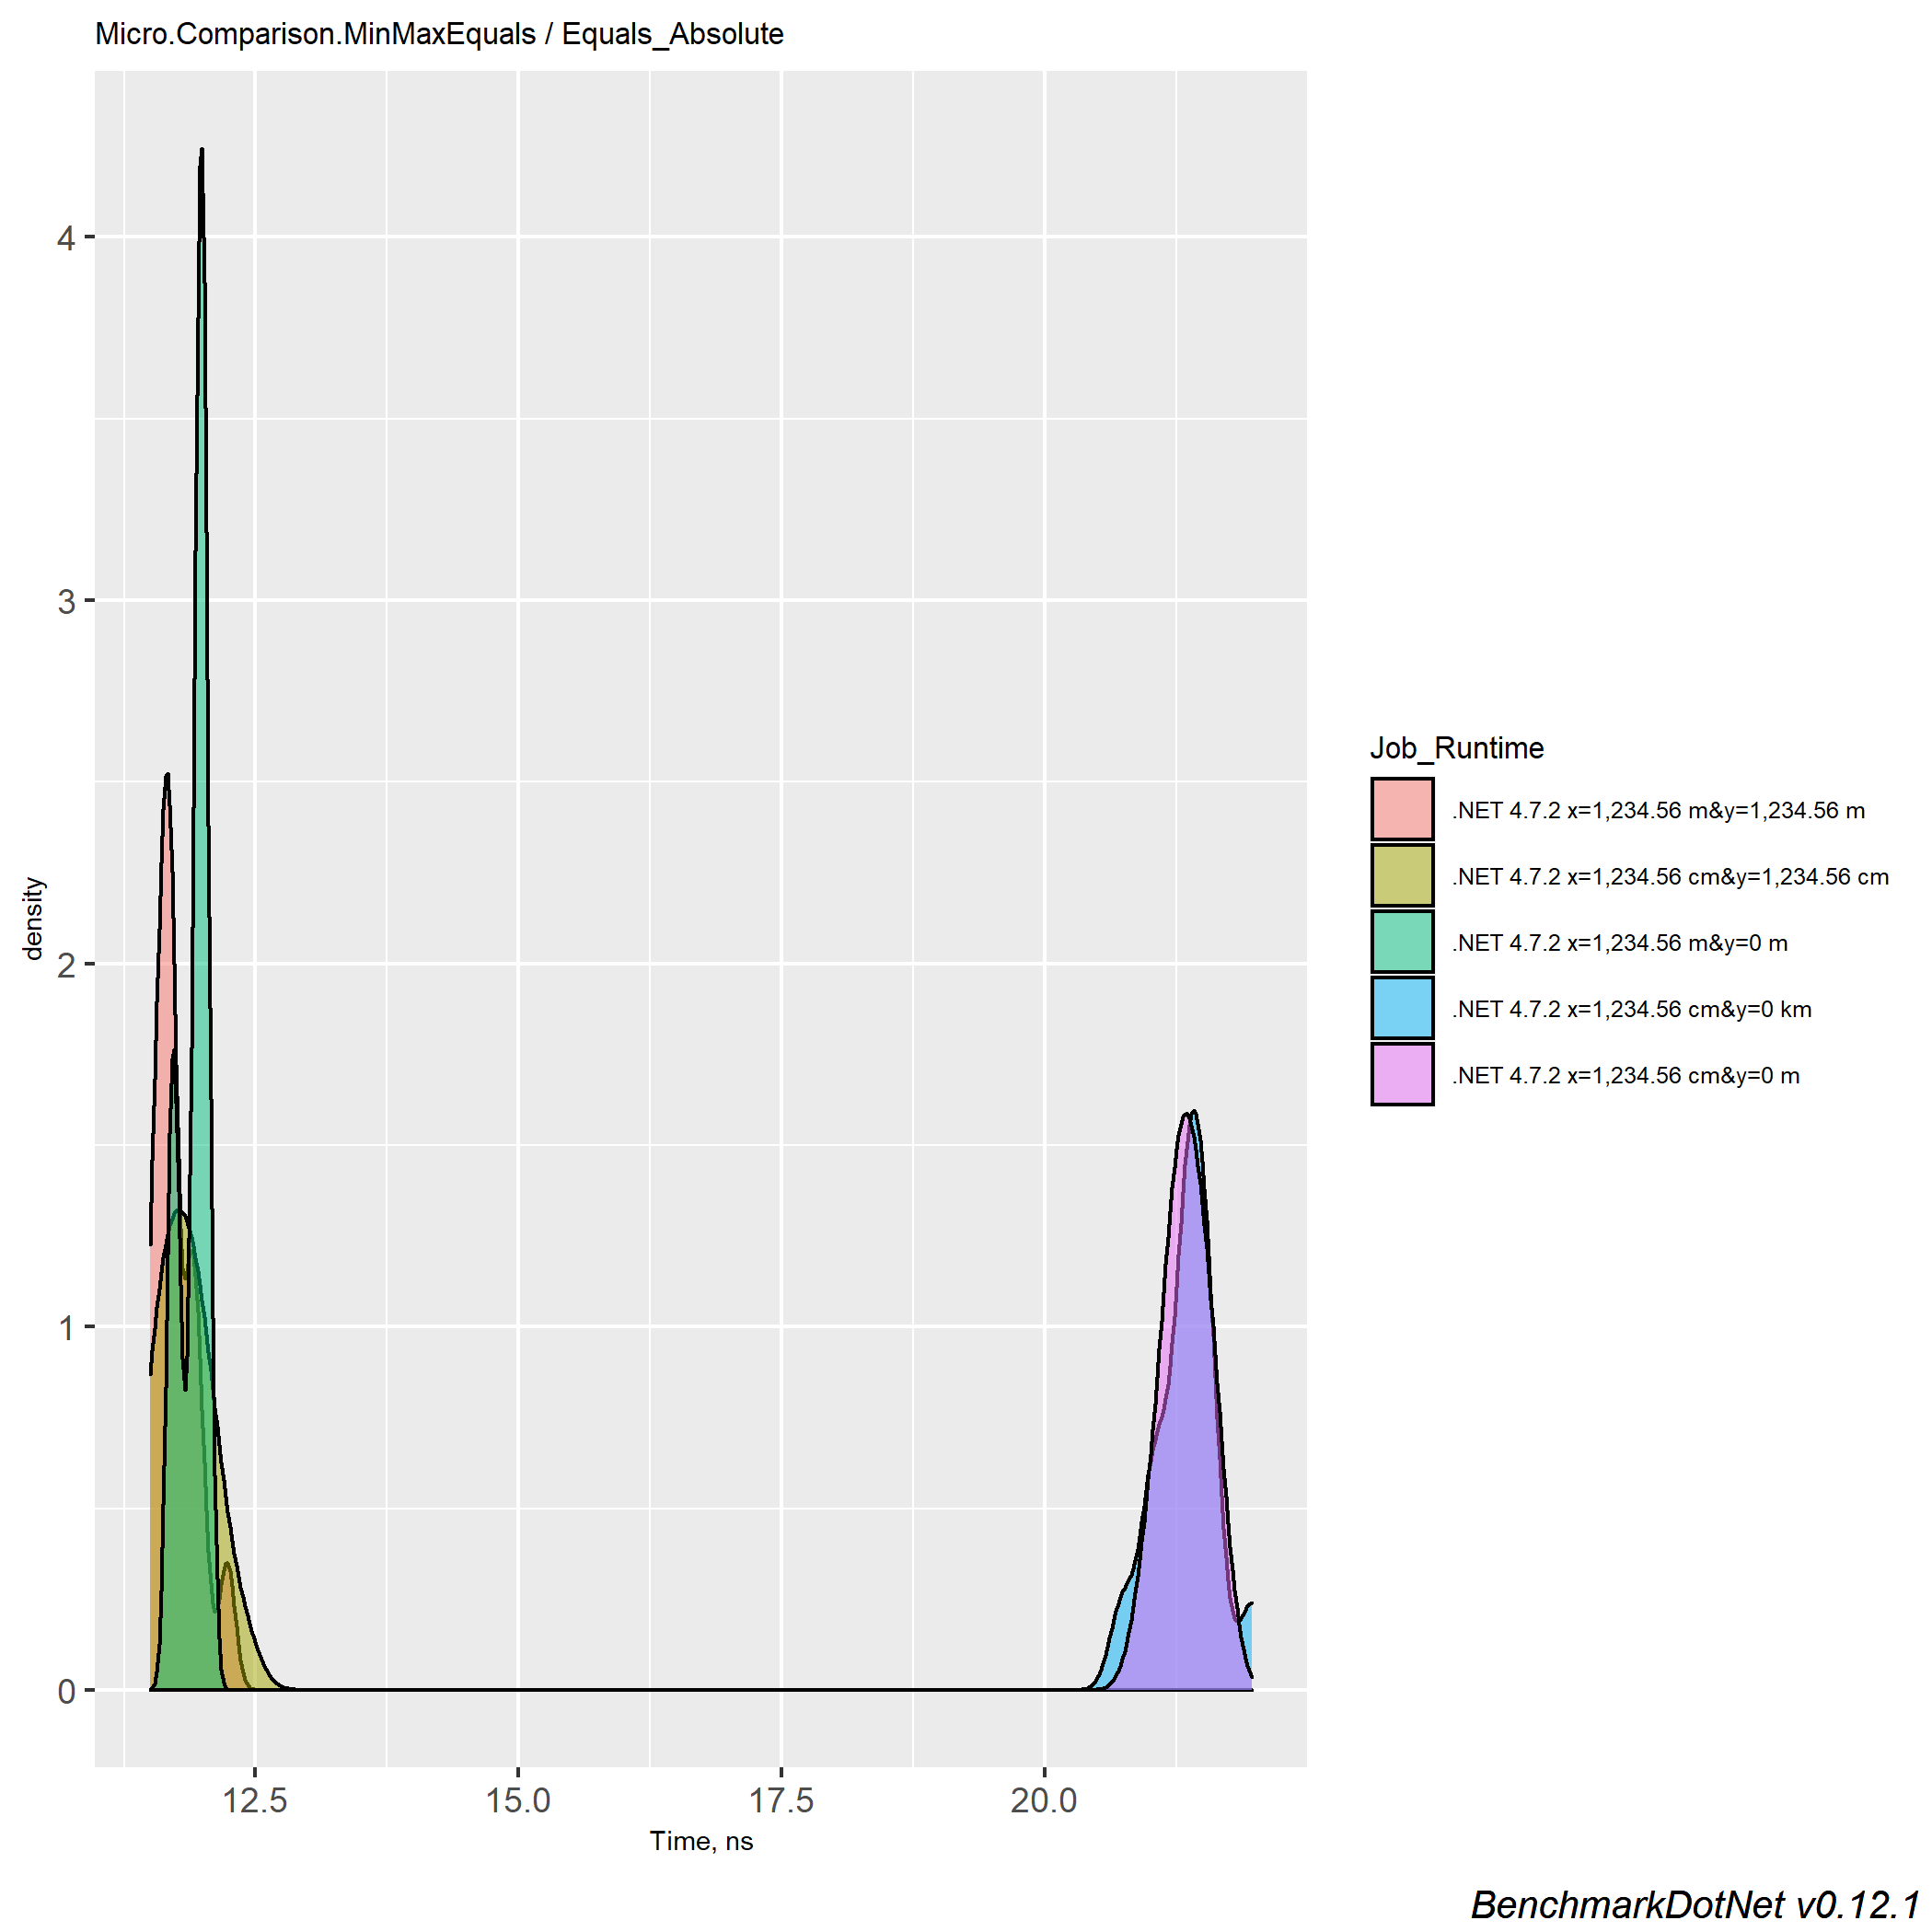 Micro.Comparison.MinMaxEquals / Equals_Absolute
4
3
2
1
0
density
12.5 15.0 17.5 20.0
Time, ns
Job_Runtime
.NET 4.7.2 x=1,234.56 m&y=1,234.56 m
.NET 4.7.2 x=1,234.56 cm&y=1,234.56 cm
.NET 4.7.2 x=1,234.56 m&y=0 m
.NET 4.7.2 x=1,234.56 cm&y=0 km
.NET 4.7.2 x=1,234.56 cm&y=0 m
BenchmarkDotNet v0.12.1